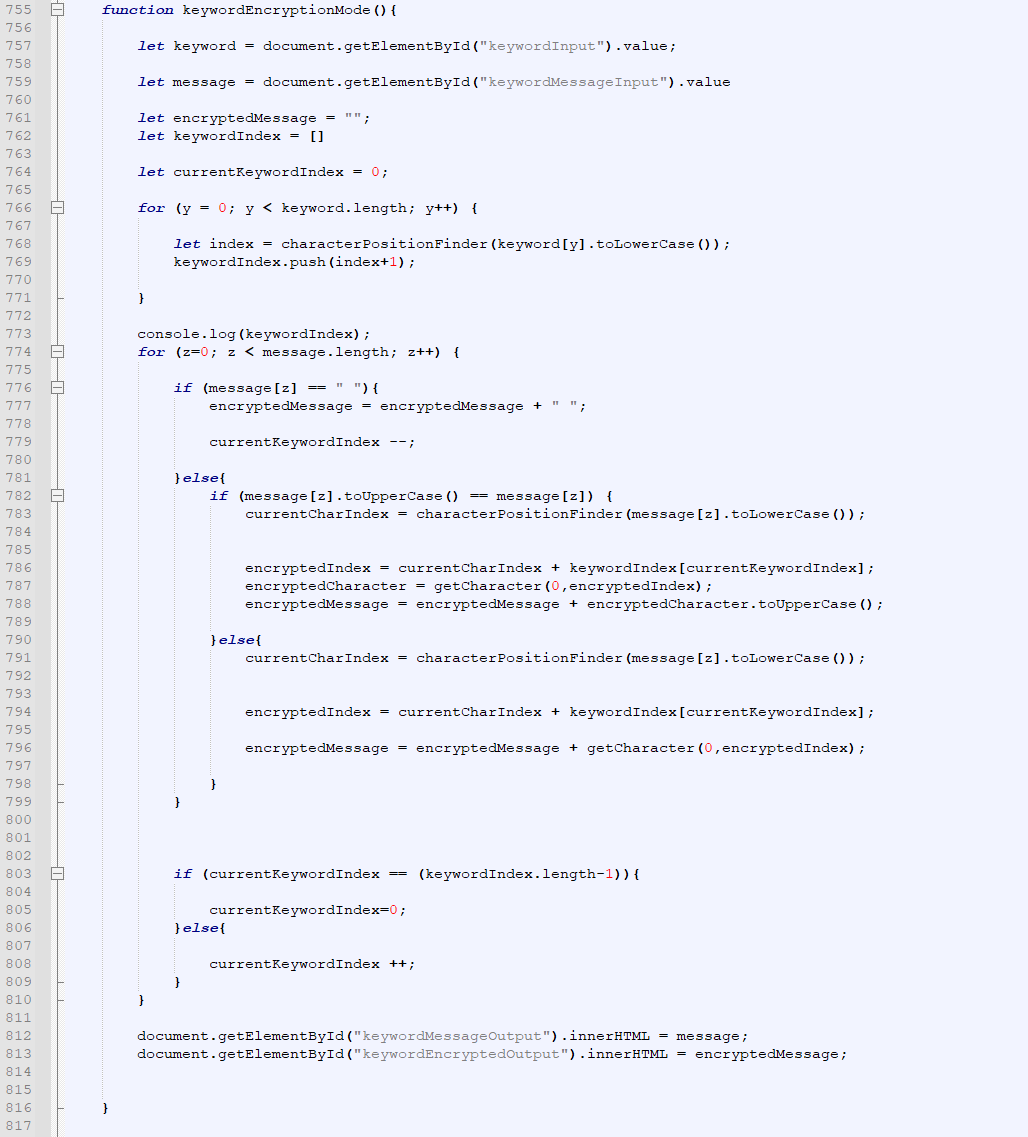 755 function keywordEncryptionMode(){
756
757 let keyword = document.getElementById("keywordInput").value;
758
759 let message = document.getElementById("keywordMessageInput").value
760
761 let encryptedMessage = "";
762 let keywordIndex = []
763
764 let currentKeywordIndex = 0;
765
766 for (y = 0; y < keyword.length; y++) {
767
768 let index = characterPositionFinder(keyword[y].toLowerCase());
769 keywordIndex.push(index+1);
770
771 }
772
773 console.log(keywordIndex);
774 for (z=0; z < message.length; z++) {
775
776 if (message[z] == " "){
777 encryptedMessage = encryptedMessage + " ";
778
779 currentKeywordIndex --;
780
781 }else{
782 if (message[z].toUpperCase() == message[z]) {
783 currentCharIndex = characterPositionFinder(message[z].toLowerCase());
784
785
786 encryptedIndex = currentCharIndex + keywordIndex[currentKeywordIndex];
787 encryptedCharacter = getCharacter(0,encryptedIndex);
788 encryptedMessage = encryptedMessage + encryptedCharacter.toUpperCase();
789
790 }else{
791 currentCharIndex = characterPositionFinder(message[z].toLowerCase());
792
793
794 encryptedIndex = currentCharIndex + keywordIndex[currentKeywordIndex];
795
796 encryptedMessage = encryptedMessage + getCharacter(0,encryptedIndex);
797
798 }
799 }
800
801
802
803 if (currentKeywordIndex == (keywordIndex.length-1)){
804
805 currentKeywordIndex=0;
806 }else{
807
808 currentKeywordIndex ++;
809 }
810 }
811
812 document.getElementById("keywordMessageOutput").innerHTML = message;
813 document.getElementById("keywordEncryptedOutput").innerHTML = encryptedMessage;
814
815
816 }
817